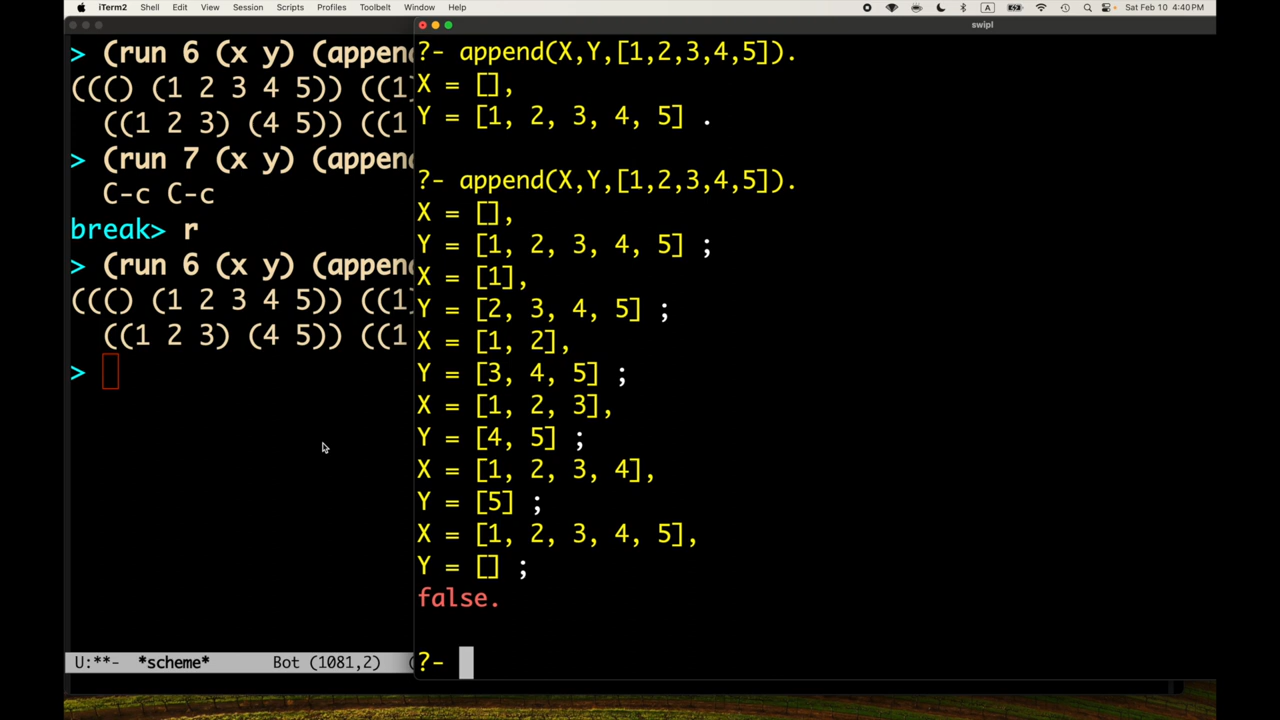 iTerm2 Shell Edit View Session Scripts Profiles Toolbelt Window Help A Sat Feb 10 4:40 PM
swipl
> (run 6 (x y) (appen
((() (1 2 3 4 5)) ((1)
((1 2 3) (4 5)) ((1
> (run 7 (x y) (appen
C-c C-c
break> r
> (run 6 (x y) (appen
((() (1 2 3 4 5)) ((1)
((1 2 3) (4 5)) ((1
>
U:**- *scheme* Bot (1081,2) (
?- append(X,Y,[1,2,3,4,5]).
X = [],
Y = [1, 2, 3, 4, 5] .
?- append(X,Y,[1,2,3,4,5]).
X = [],
Y = [1, 2, 3, 4, 5] ;
X = [1],
Y = [2, 3, 4, 5] ;
X = [1, 2],
Y = [3, 4, 5] ;
X = [1, 2, 3],
Y = [4, 5] ;
X = [1, 2, 3, 4],
Y = [5] ;
X = [1, 2, 3, 4, 5],
Y = [] ;
false.
?-